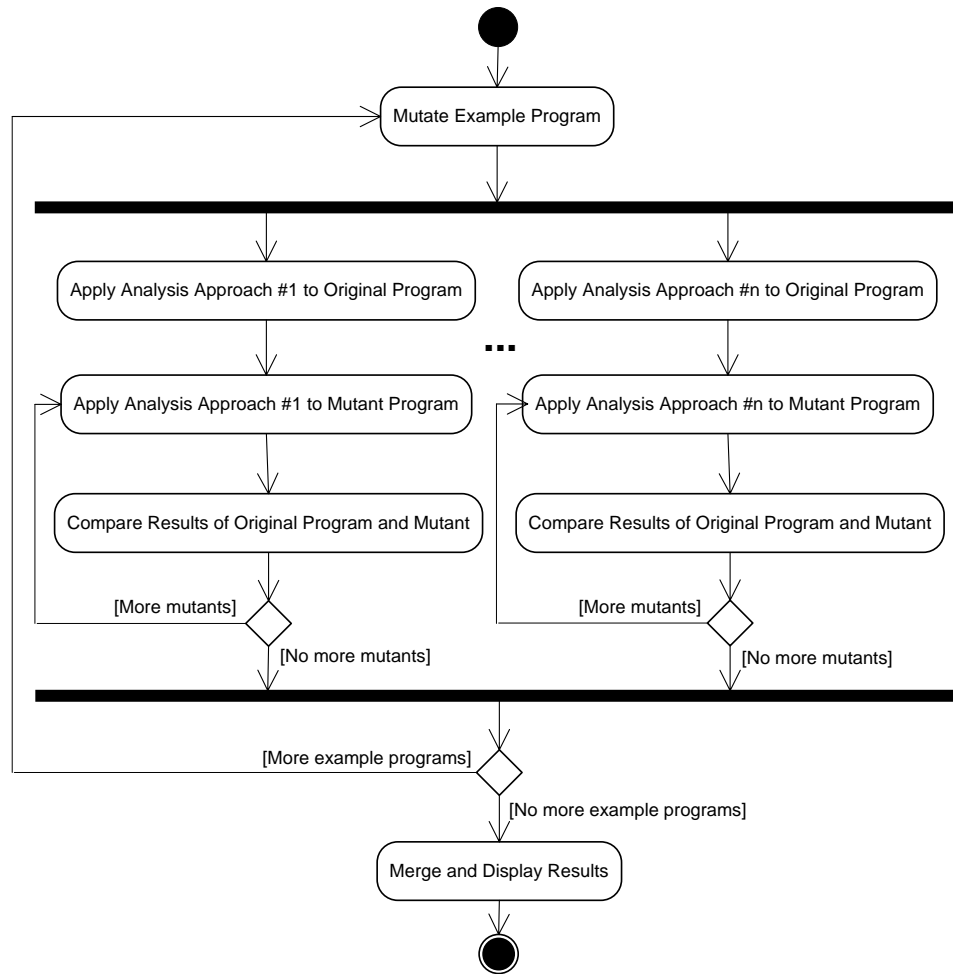 Mutate Example Program
Apply Analysis Approach #1 to Original Program
Apply Analysis Approach #n to Original Program
...
Apply Analysis Approach #1 to Mutant Program
Apply Analysis Approach #n to Mutant Program
Compare Results of Original Program and Mutant
Compare Results of Original Program and Mutant
[More mutants]
[More mutants]
[No more mutants]
[No more mutants]
[More example programs]
[No more example programs]
Merge and Display Results